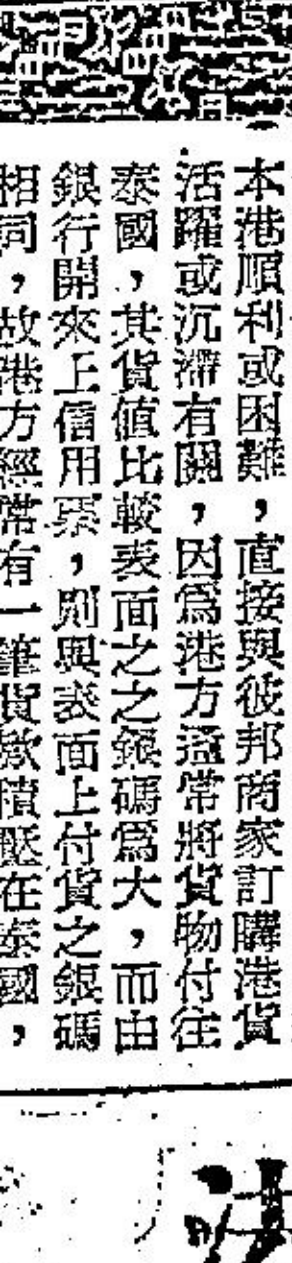 本港順利或困難，直接與彼邦商家訂購港貨
活躍或沉滯有關，因爲港方通常將貨物付往
泰國，其貨值比較表面之銀碼爲大，而由
銀行開來上信用票，則與表面上付貨之銀碼
相同，故港方經常有一筆貨欵積壓在泰國，
法